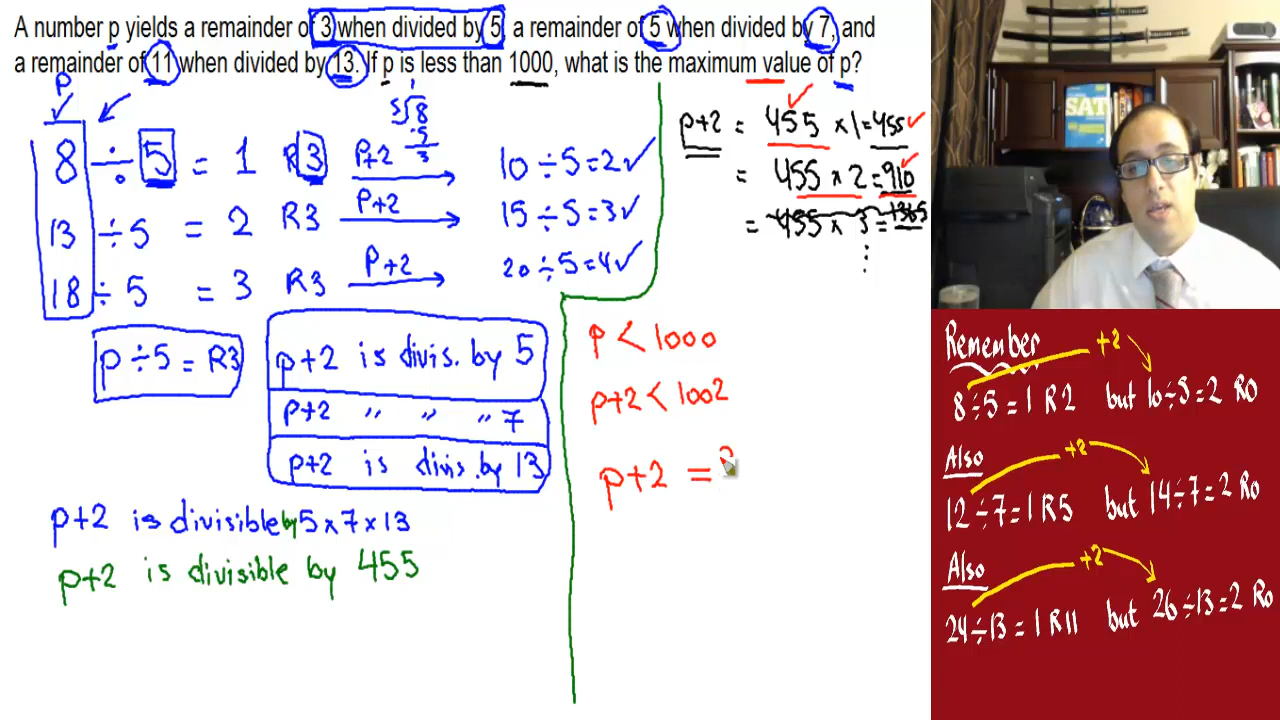 A number p yields a remainder of 3 when divided by 5, a remainder of 5 when divided by 7, and
a remainder of 11 when divided by 13. If p is less than 1000, what is the maximum value of p?
p
8 ÷ 5 = 1 R3 P+2 10 ÷ 5 = 2 ✓
1
5√8
-5
3
13 ÷ 5 = 2 R3 P+2 15 ÷ 5 = 3 ✓
18 ÷ 5 = 3 R3 P+2 20 ÷ 5 = 4 ✓
p ÷ 5 = R3
p+2 is divis. by 5
p+2 " " " 7
p+2 is divis. by 13
p+2 is divisible by 5 x 7 x 13
p+2 is divisible by 455
p+2 = 455 x 1 = 455 ✓
= 455 x 2 = 910
= 455 x 3 = 1365
p < 1000
p+2 < 1002
p+2 =
SAT
Remember
+2
8 ÷ 5 = 1 R2 but 10 ÷ 5 = 2 R0
Also
+2
12 ÷ 7 = 1 R5 but 14 ÷ 7 = 2 R0
Also
+2
24 ÷ 13 = 1 R11 but 26 ÷ 13 = 2 R0